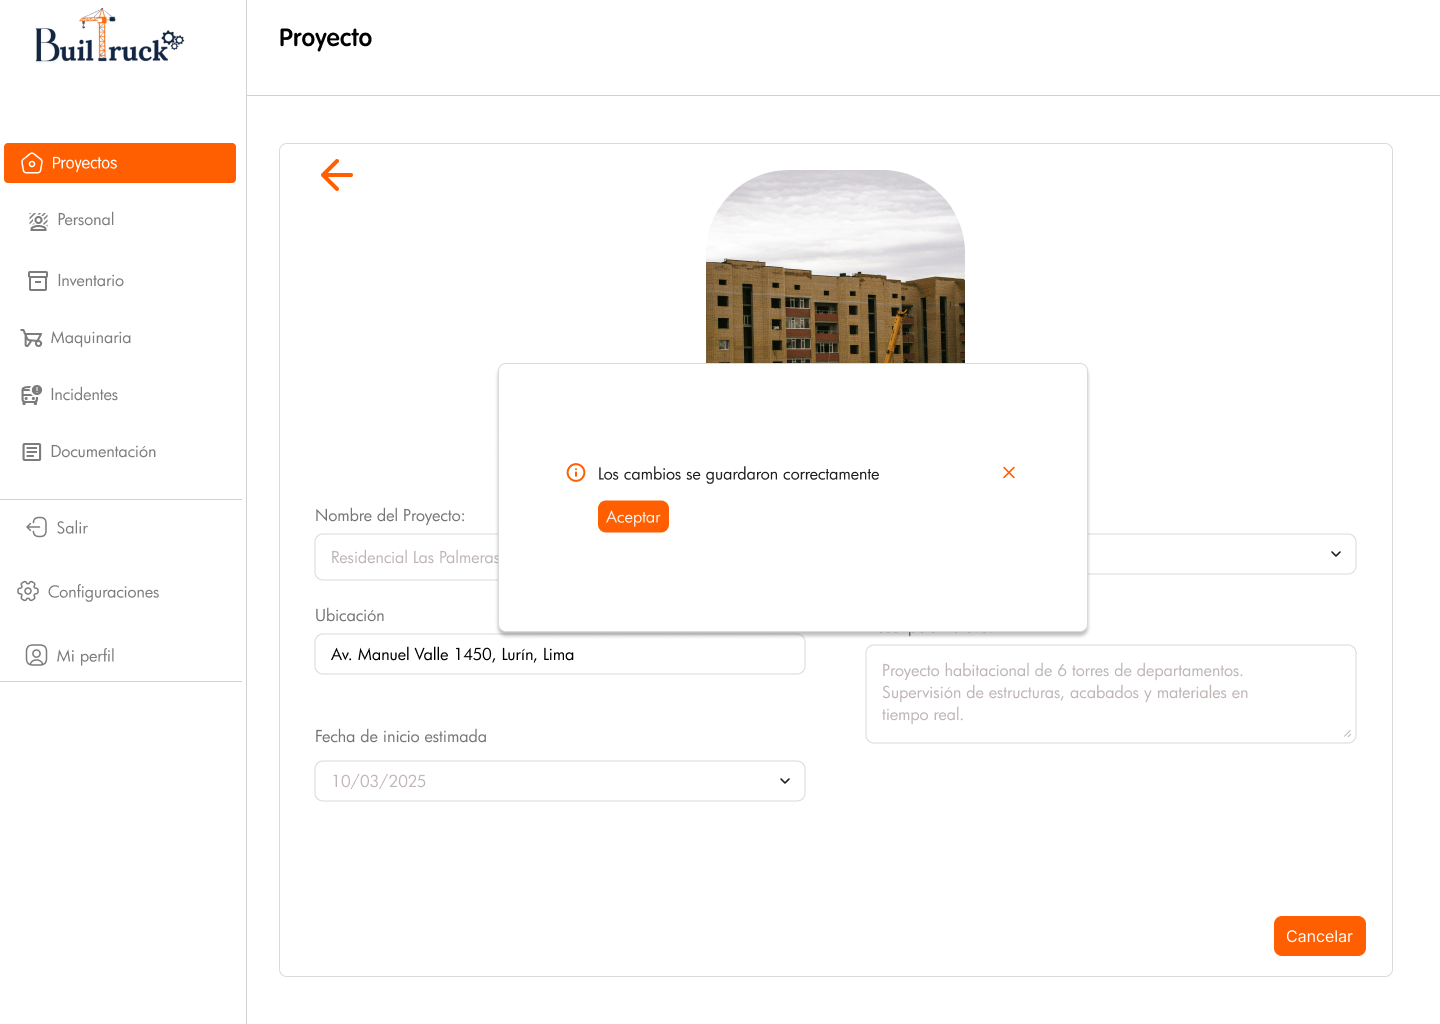 BuilTruck
Proyecto
Proyectos
Personal
Inventario
Maquinaria
Incidentes
Documentación
Salir
Configuraciones
Mi perfil
Los cambios se guardaron correctamente
Aceptar
Nombre del Proyecto:
Residencial Las Palmeras
Ubicación
Av. Manuel Valle 1450, Lurín, Lima
Proyecto habitacional de 6 torres de departamentos.
Supervisión de estructuras, acabados y materiales en
tiempo real.
Fecha de inicio estimada
10/03/2025
Cancelar